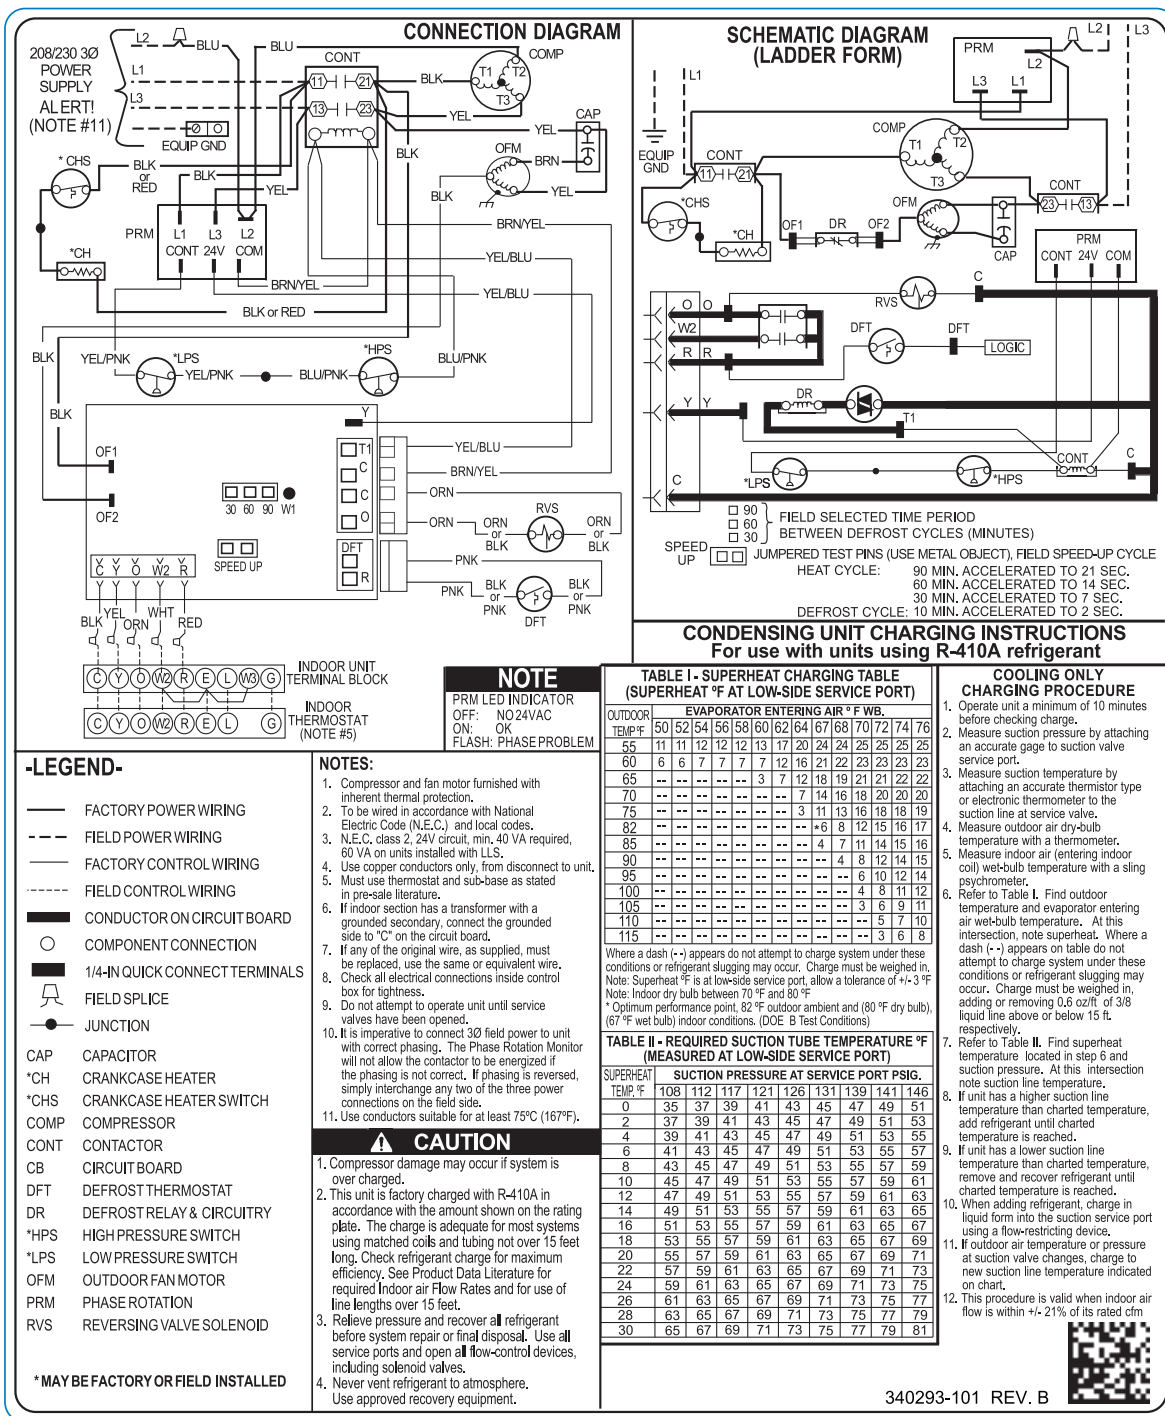 CONNECTION DIAGRAM
208/230 3Ø
POWER
SUPPLY
ALERT!
(NOTE #11)
L2
BLU
BLU
L1
L3
EQUIP GND
CONT
11
21
13
23
BLK
YEL
COMP
T1
T2
T3
CAP
YEL
BRN
YEL
OFM
BLK
BLK
* CHS
BLK
or
RED
BLK
YEL
PRM
L1
L3
L2
CONT
24V
COM
*CH
BRN/YEL
BLK or RED
BRN/YEL
YEL/BLU
YEL/BLU
BLK
YEL/PNK
*LPS
YEL/PNK
BLU/PNK
*HPS
BLU/PNK
BLK
OF1
OF2
Y
T1
C
C
O
DFT
R
30 60 90 W1
SPEED UP
C Y O W2 R
YEL/BLU
BRN/YEL
ORN
ORN
ORN
or
BLK
RVS
ORN
or
BLK
PNK
PNK
BLK
or
PNK
DFT
BLK
or
PNK
BLK
YEL
ORN
WHT
RED
C Y O W2 R E L W3 G
INDOOR UNIT
TERMINAL BLOCK
C Y O W2 R E L G
INDOOR
THERMOSTAT
(NOTE #5)
NOTE
PRM LED INDICATOR
OFF: NO 24VAC
ON: OK
FLASH: PHASE PROBLEM
SCHEMATIC DIAGRAM
(LADDER FORM)
L1
L2
L3
PRM
L2
L3
L1
EQUIP
GND
CONT
11
21
COMP
T1
T2
T3
CONT
23
13
*CHS
*CH
OF1
DR
OF2
OFM
CAP
PRM
CONT 24V COM
O O
W2
R R
Y Y
C
RVS
C
DFT
DFT
LOGIC
DR
T1
CONT
C
*LPS
*HPS
90
60
30
FIELD SELECTED TIME PERIOD
BETWEEN DEFROST CYCLES (MINUTES)
SPEED
UP
JUMPERED TEST PINS (USE METAL OBJECT), FIELD SPEED-UP CYCLE
HEAT CYCLE: 90 MIN. ACCELERATED TO 21 SEC.
60 MIN. ACCELERATED TO 14 SEC.
30 MIN. ACCELERATED TO 7 SEC.
DEFROST CYCLE: 10 MIN. ACCELERATED TO 2 SEC.
-LEGEND-
FACTORY POWER WIRING
FIELD POWER WIRING
FACTORY CONTROL WIRING
FIELD CONTROL WIRING
CONDUCTOR ON CIRCUIT BOARD
COMPONENT CONNECTION
1/4-IN QUICK CONNECT TERMINALS
FIELD SPLICE
JUNCTION
CAP CAPACITOR
*CH CRANKCASE HEATER
*CHS CRANKCASE HEATER SWITCH
COMP COMPRESSOR
CONT CONTACTOR
CB CIRCUIT BOARD
DFT DEFROST THERMOSTAT
DR DEFROST RELAY & CIRCUITRY
*HPS HIGH PRESSURE SWITCH
*LPS LOW PRESSURE SWITCH
OFM OUTDOOR FAN MOTOR
PRM PHASE ROTATION
RVS REVERSING VALVE SOLENOID
* MAY BE FACTORY OR FIELD INSTALLED
NOTES:
1. Compressor and fan motor furnished with
inherent thermal protection.
2. To be wired in accordance with National
Electric Code (N.E.C.) and local codes.
3. N.E.C. class 2, 24V circuit, min. 40 VA required,
60 VA on units installed with LLS.
4. Use copper conductors only, from disconnect to unit.
5. Must use thermostat and sub-base as stated
in pre-sale literature.
6. If indoor section has a transformer with a
grounded secondary, connect the grounded
side to "C" on the circuit board.
7. If any of the original wire, as supplied, must
be replaced, use the same or equivalent wire.
8. Check all electrical connections inside control
box for tightness.
9. Do not attempt to operate unit until service
valves have been opened.
10. It is imperative to connect 3Ø field power to unit
with correct phasing. The Phase Rotation Monitor
will not allow the contactor to be energized if
the phasing is not correct. If phasing is reversed,
simply interchange any two of the three power
connections on the field side.
11. Use conductors suitable for at least 75ºC (167ºF).
CAUTION
1. Compressor damage may occur if system is
over charged.
2. This unit is factory charged with R-410A in
accordance with the amount shown on the rating
plate. The charge is adequate for most systems
using matched coils and tubing not over 15 feet
long. Check refrigerant charge for maximum
efficiency. See Product Data Literature for
required Indoor air Flow Rates and for use of
line lengths over 15 feet.
3. Relieve pressure and recover all refrigerant
before system repair or final disposal. Use all
service ports and open all flow-control devices,
including solenoid valves.
4. Never vent refrigerant to atmosphere.
Use approved recovery equipment.
CONDENSING UNIT CHARGING INSTRUCTIONS
For use with units using R-410A refrigerant
TABLE I - SUPERHEAT CHARGING TABLE
(SUPERHEAT ºF AT LOW-SIDE SERVICE PORT)
OUTDOOR EVAPORATOR ENTERING AIR º F WB.
TEMP ºF 50 52 54 56 58 60 62 64 67 68 70 72 74 76
55 11 11 12 12 12 13 17 20 24 24 25 25 25 25
60 6 6 7 7 7 7 12 16 21 22 23 23 23 23
65 -- -- -- -- -- 3 7 12 18 19 21 21 22 22
70 -- -- -- -- -- -- -- 7 14 16 18 20 20 20
75 -- -- -- -- -- -- -- 3 11 13 16 18 18 19
82 -- -- -- -- -- -- -- -- *6 8 12 15 16 17
85 -- -- -- -- -- -- -- -- 4 7 11 14 15 16
90 -- -- -- -- -- -- -- -- -- 4 8 12 14 15
95 -- -- -- -- -- -- -- -- -- -- 6 10 12 14
100 -- -- -- -- -- -- -- -- -- -- 4 8 11 12
105 -- -- -- -- -- -- -- -- -- -- 3 6 9 11
110 -- -- -- -- -- -- -- -- -- -- -- 5 7 10
115 -- -- -- -- -- -- -- -- -- -- -- 3 6 8
Where a dash (--) appears do not attempt to charge system under these
conditions or refrigerant slugging may occur. Charge must be weighed in,
Note: Superheat ºF is at low-side service port, allow a tolerance of +/- 3 ºF
Note: Indoor dry bulb between 70 ºF and 80 ºF
* Optimum performance point, 82 ºF outdoor ambient and (80 ºF dry bulb),
(67 ºF wet bulb) indoor conditions. (DOE B Test Conditions)
TABLE II - REQUIRED SUCTION TUBE TEMPERATURE ºF
(MEASURED AT LOW-SIDE SERVICE PORT)
SUPERHEAT SUCTION PRESSURE AT SERVICE PORT PSIG.
TEMP. ºF 108 112 117 121 126 131 139 141 146
0 35 37 39 41 43 45 47 49 51
2 37 39 41 43 45 47 49 51 53
4 39 41 43 45 47 49 51 53 55
6 41 43 45 47 49 51 53 55 57
8 43 45 47 49 51 53 55 57 59
10 45 47 49 51 53 55 57 59 61
12 47 49 51 53 55 57 59 61 63
14 49 51 53 55 57 59 61 63 65
16 51 53 55 57 59 61 63 65 67
18 53 55 57 59 61 63 65 67 69
20 55 57 59 61 63 65 67 69 71
22 57 59 61 63 65 67 69 71 73
24 59 61 63 65 67 69 71 73 75
26 61 63 65 67 69 71 73 75 77
28 63 65 67 69 71 73 75 77 79
30 65 67 69 71 73 75 77 79 81
COOLING ONLY
CHARGING PROCEDURE
1. Operate unit a minimum of 10 minutes
before checking charge.
2. Measure suction pressure by attaching
an accurate gage to suction valve
service port.
3. Measure suction temperature by
attaching an accurate thermistor type
or electronic thermometer to the
suction line at service valve.
4. Measure outdoor air dry-bulb
temperature with a thermometer.
5. Measure indoor air (entering indoor
coil) wet-bulb temperature with a sling
psychrometer.
6. Refer to Table I. Find outdoor
temperature and evaporator entering
air wet-bulb temperature. At this
intersection, note superheat. Where a
dash (--) appears on table do not
attempt to charge system under these
conditions or refrigerant slugging may
occur. Charge must be weighed in,
adding or removing 0.6 oz/ft of 3/8
liquid line above or below 15 ft.
respectively.
7. Refer to Table II. Find superheat
temperature located in step 6 and
suction pressure. At this intersection
note suction line temperature.
8. If unit has a higher suction line
temperature than charted temperature,
add refrigerant until charted
temperature is reached.
9. If unit has a lower suction line
temperature than charted temperature,
remove and recover refrigerant until
charted temperature is reached.
10. When adding refrigerant, charge in
liquid form into the suction service port
using a flow-restricting device.
11. If outdoor air temperature or pressure
at suction valve changes, charge to
new suction line temperature indicated
on chart.
12. This procedure is valid when indoor air
flow is within +/- 21% of its rated cfm
340293-101 REV. B